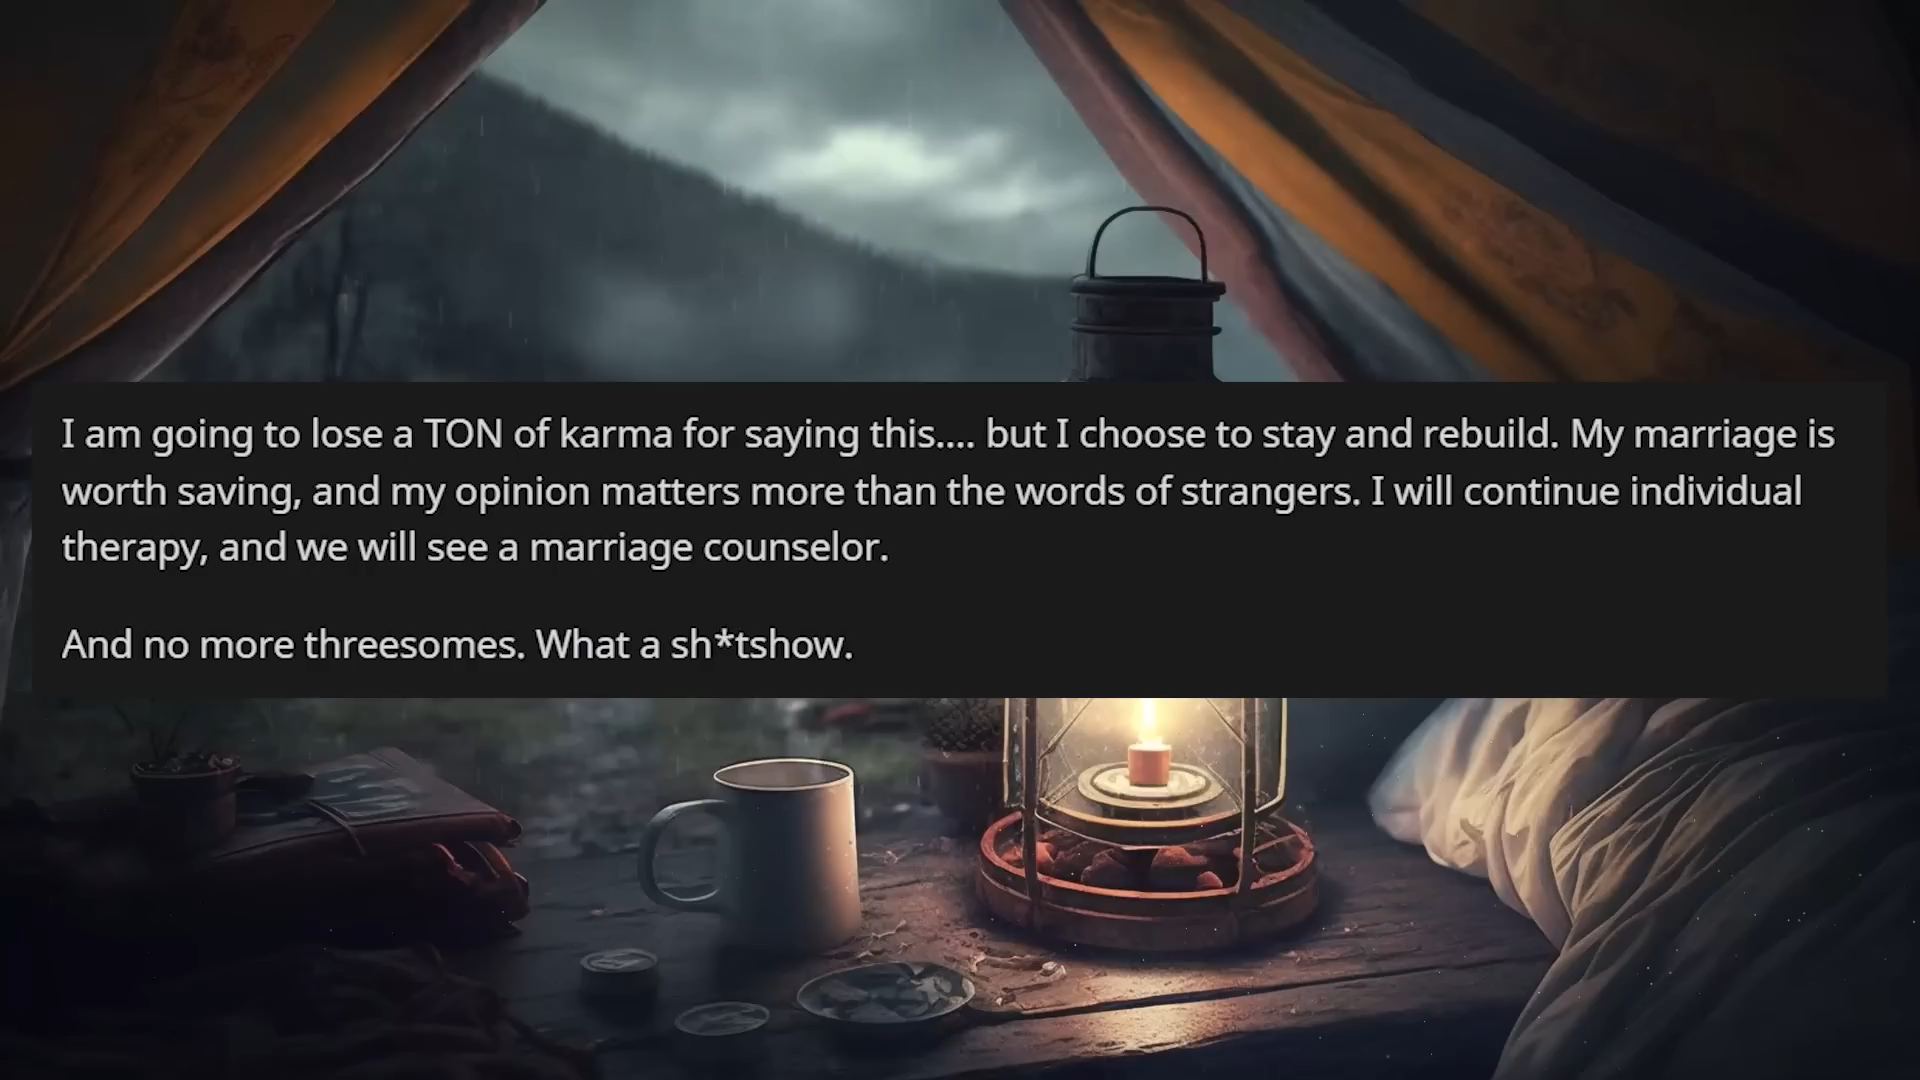 I am going to lose a TON of karma for saying this.... but I choose to stay and rebuild. My marriage is
worth saving, and my opinion matters more than the words of strangers. I will continue individual
therapy, and we will see a marriage counselor.
And no more threesomes. What a sh*tshow.